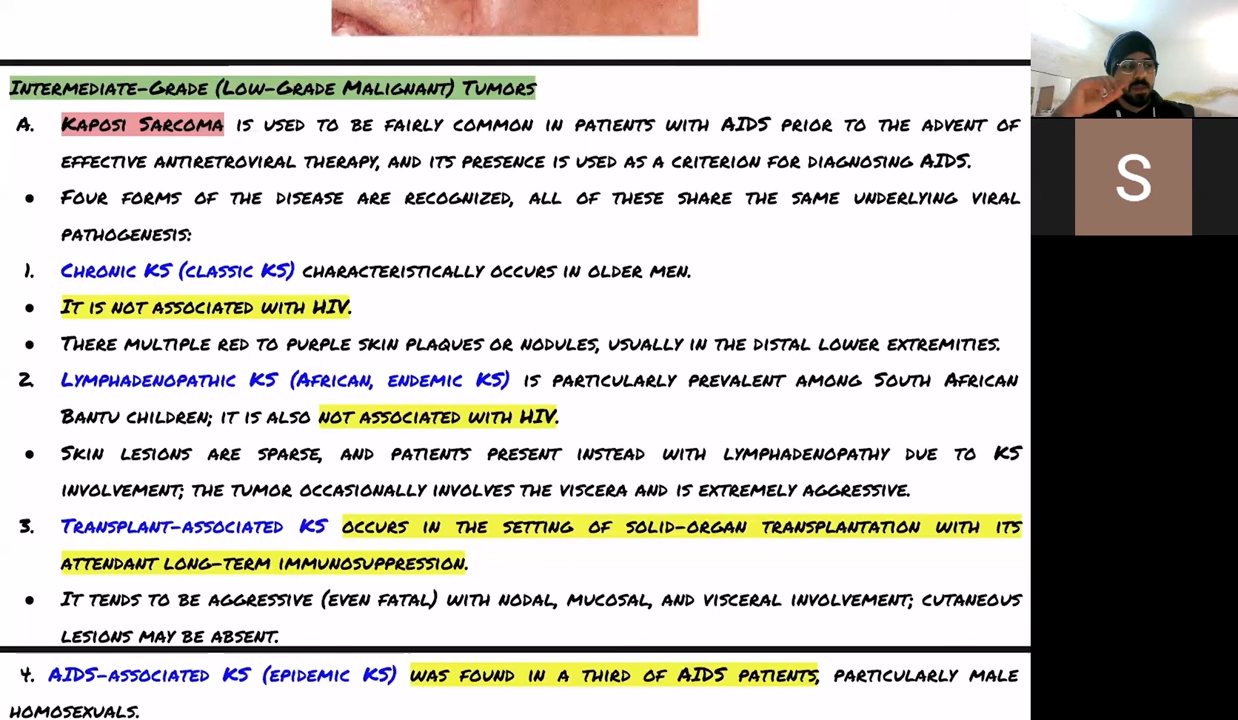 INTERMEDIATE-GRADE (LOW-GRADE MALIGNANT) TUMORS
A. KAPOSI SARCOMA IS USED TO BE FAIRLY COMMON IN PATIENTS WITH AIDS PRIOR TO THE ADVENT OF
EFFECTIVE ANTIRETROVIRAL THERAPY, AND ITS PRESENCE IS USED AS A CRITERION FOR DIAGNOSING AIDS.
• FOUR FORMS OF THE DISEASE ARE RECOGNIZED, ALL OF THESE SHARE THE SAME UNDERLYING VIRAL
PATHOGENESIS:
1. CHRONIC KS (CLASSIC KS) CHARACTERISTICALLY OCCURS IN OLDER MEN.
• IT IS NOT ASSOCIATED WITH HIV.
• THERE MULTIPLE RED TO PURPLE SKIN PLAQUES OR NODULES, USUALLY IN THE DISTAL LOWER EXTREMITIES.
2. LYMPHADENOPATHIC KS (AFRICAN, ENDEMIC KS) IS PARTICULARLY PREVALENT AMONG SOUTH AFRICAN
BANTU CHILDREN; IT IS ALSO NOT ASSOCIATED WITH HIV.
• SKIN LESIONS ARE SPARSE, AND PATIENTS PRESENT INSTEAD WITH LYMPHADENOPATHY DUE TO KS
INVOLVEMENT; THE TUMOR OCCASIONALLY INVOLVES THE VISCERA AND IS EXTREMELY AGGRESSIVE.
3. TRANSPLANT-ASSOCIATED KS OCCURS IN THE SETTING OF SOLID-ORGAN TRANSPLANTATION WITH ITS
ATTENDANT LONG-TERM IMMUNOSUPPRESSION.
• IT TENDS TO BE AGGRESSIVE (EVEN FATAL) WITH NODAL, MUCOSAL, AND VISCERAL INVOLVEMENT; CUTANEOUS
LESIONS MAY BE ABSENT.
4. AIDS-ASSOCIATED KS (EPIDEMIC KS) WAS FOUND IN A THIRD OF AIDS PATIENTS, PARTICULARLY MALE
HOMOSEXUALS.
S